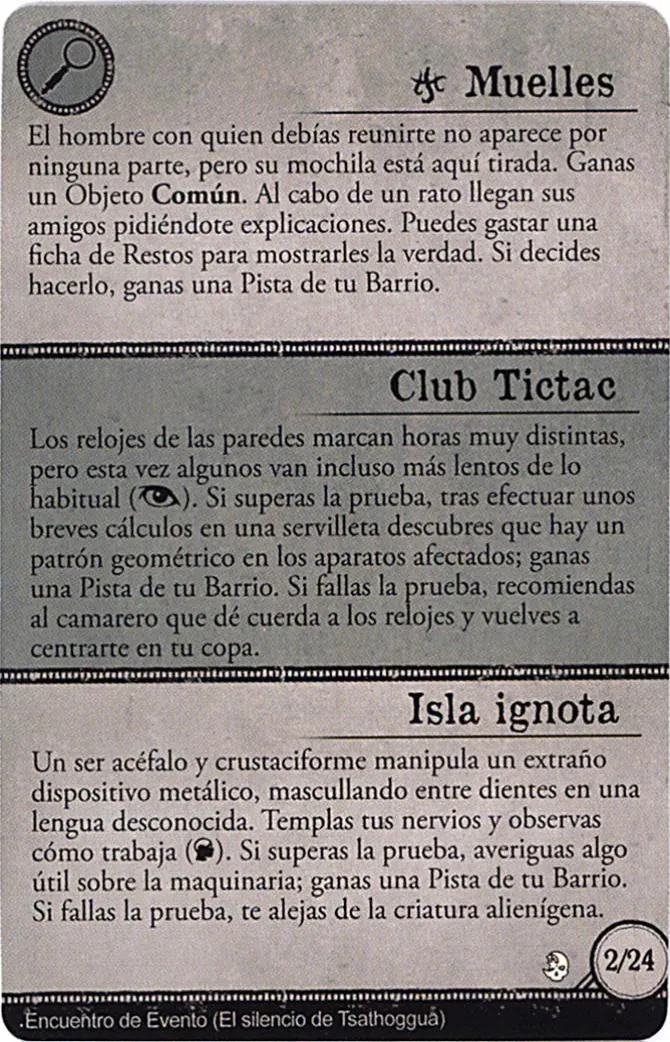 Muelles
El hombre con quien debías reunirte no aparece por
ninguna parte, pero su mochila está aquí tirada. Ganas
un Objeto Común. Al cabo de un rato llegan sus
amigos pidiéndote explicaciones. Puedes gastar una
ficha de Restos para mostrarles la verdad. Si decides
hacerlo, ganas una Pista de tu Barrio.
Club Tictac
Los relojes de las paredes marcan horas muy distintas,
pero esta vez algunos van incluso más lentos de lo
habitual ( ). Si superas la prueba, tras efectuar unos
breves cálculos en una servilleta descubres que hay un
patrón geométrico en los aparatos afectados; ganas
una Pista de tu Barrio. Si fallas la prueba, recomiendas
al camarero que dé cuerda a los relojes y vuelves a
centrarte en tu copa.
Isla ignota
Un ser acéfalo y crustaciforme manipula un extraño
dispositivo metálico, mascullando entre dientes en una
lengua desconocida. Templas tus nervios y observas
cómo trabaja ( ). Si superas la prueba, averiguas algo
útil sobre la maquinaria; ganas una Pista de tu Barrio.
Si fallas la prueba, te alejas de la criatura alienígena.
2/24
Encuentro de Evento (El silencio de Tsathoggua)